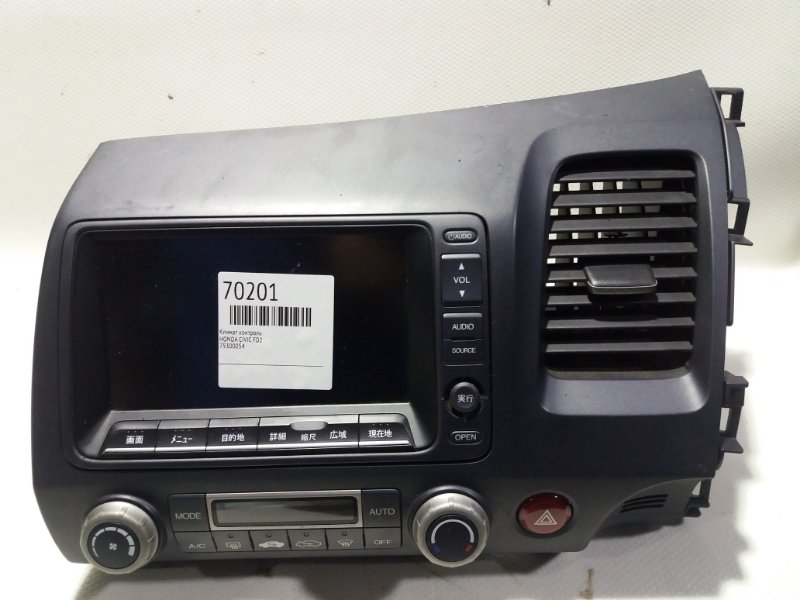 AUDIO
VOL
70201
Климат контроль
HONDA CIVIC FD2
25300054
AUDIO
SOURCE
実行
OPEN
画面 メニュー 目的地 詳細 縮尺 広域 現在地
MODE AUTO
A/C OFF